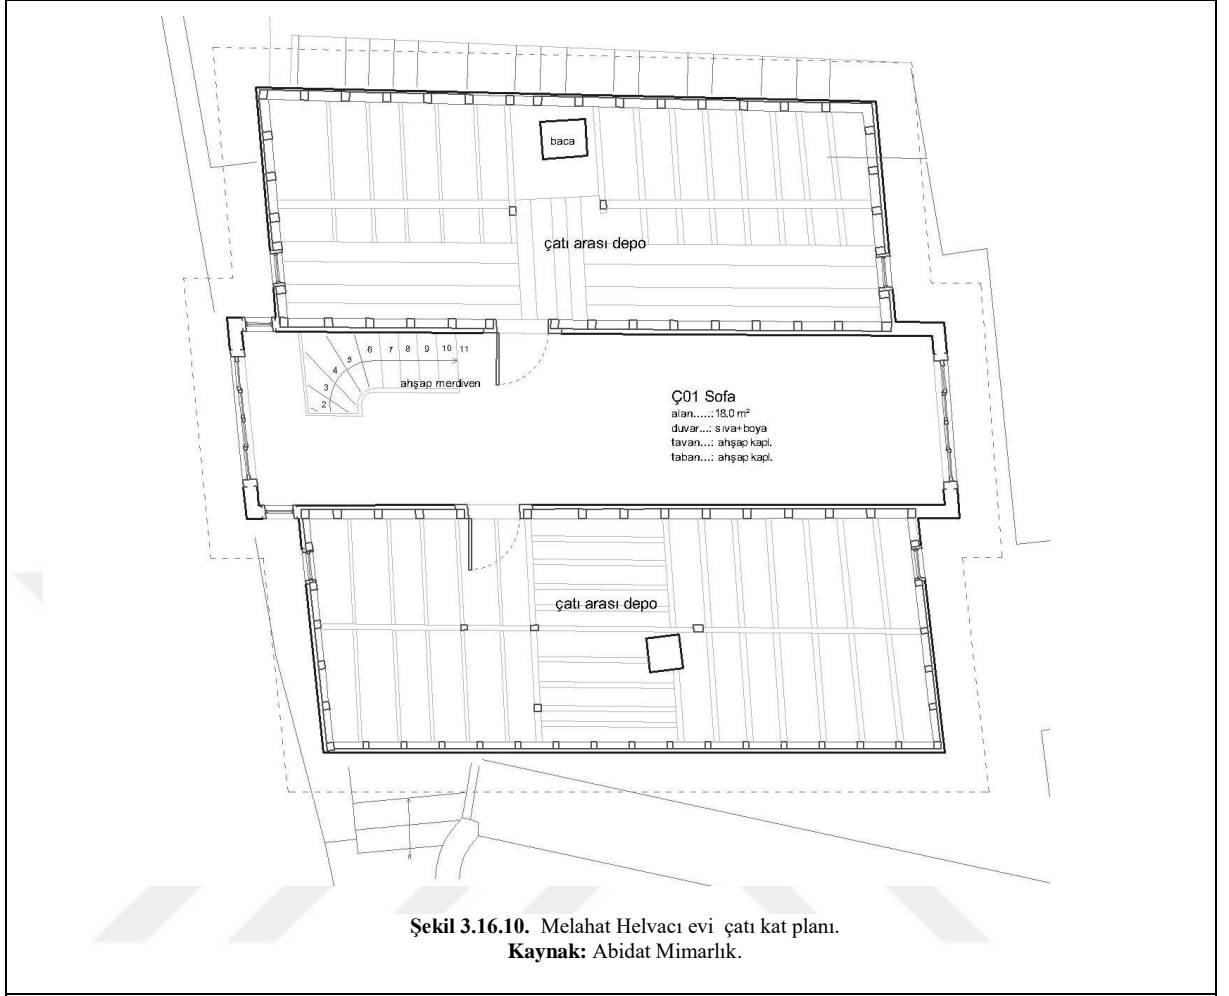 baca
çatı arası depo
6 7 8 9 10 11
5
4
3
2
ahşap merdiven
Ç01 Sofa
alan.....: 18.0 m²
duvar...: sıva+boya
tavan...: ahşap kapl.
taban...: ahşap kapl.
çatı arası depo
Şekil 3.16.10. Melahat Helvacı evi çatı kat planı.
Kaynak: Abidat Mimarlık.